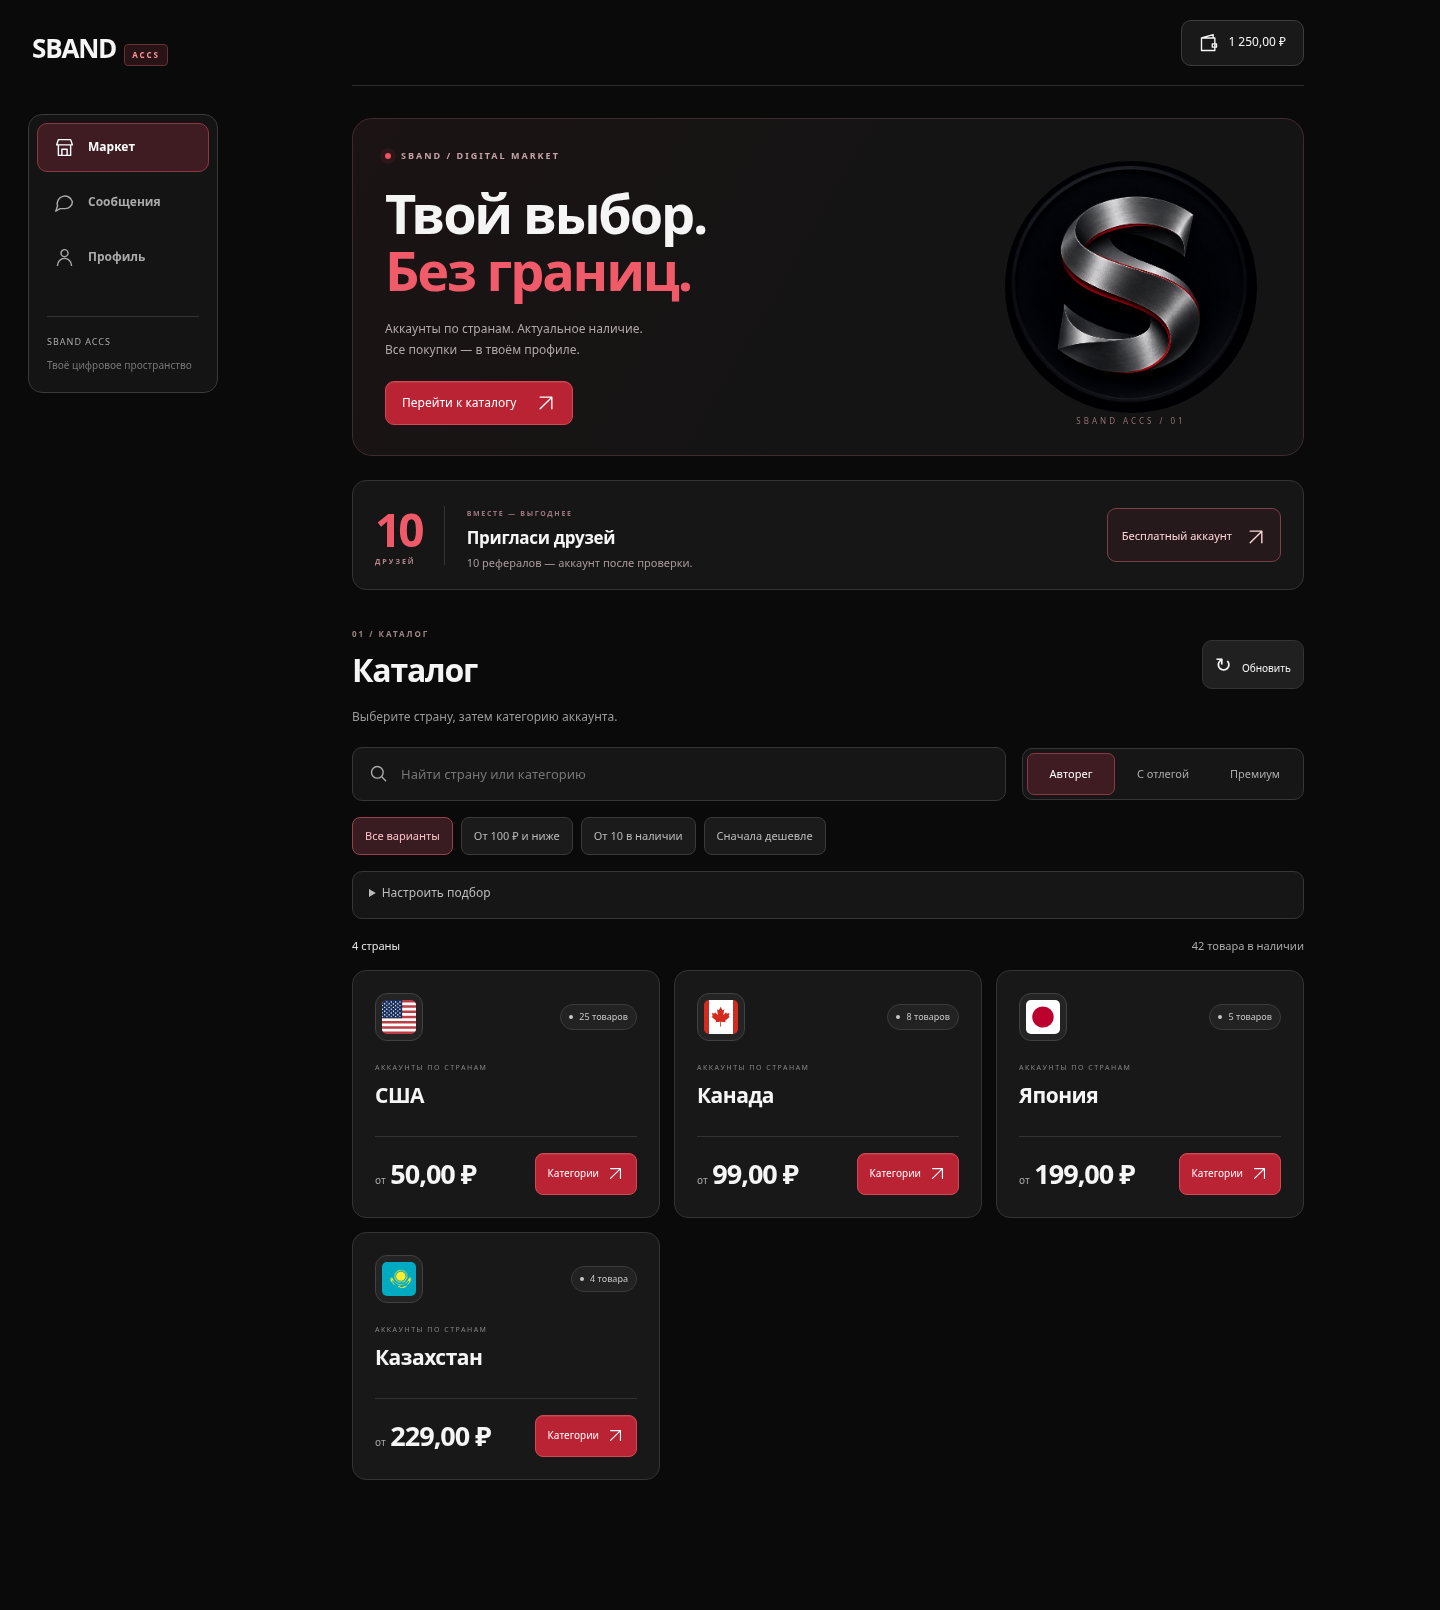 SBAND ACCS
1 250,00 ₽
Маркет
Сообщения
Профиль
SBAND ACCS
Твоё цифровое пространство
SBAND / DIGITAL MARKET
Твой выбор.
Без границ.
Аккаунты по странам. Актуальное наличие.
Все покупки — в твоём профиле.
Перейти к каталогу
S
SBAND ACCS / 01
10
ДРУЗЕЙ
ВМЕСТЕ — ВЫГОДНЕЕ
Пригласи друзей
10 рефералов — аккаунт после проверки.
Бесплатный аккаунт
01 / КАТАЛОГ
Каталог
Выберите страну, затем категорию аккаунта.
Обновить
Найти страну или категорию
Авторег
С отлегой
Премиум
Все варианты
От 100 ₽ и ниже
От 10 в наличии
Сначала дешевле
Настроить подбор
4 страны
42 товара в наличии
25 товаров
АККАУНТЫ ПО СТРАНАМ
США
от 50,00 ₽
Категории
8 товаров
АККАУНТЫ ПО СТРАНАМ
Канада
от 99,00 ₽
Категории
5 товаров
АККАУНТЫ ПО СТРАНАМ
Япония
от 199,00 ₽
Категории
4 товара
АККАУНТЫ ПО СТРАНАМ
Казахстан
от 229,00 ₽
Категории